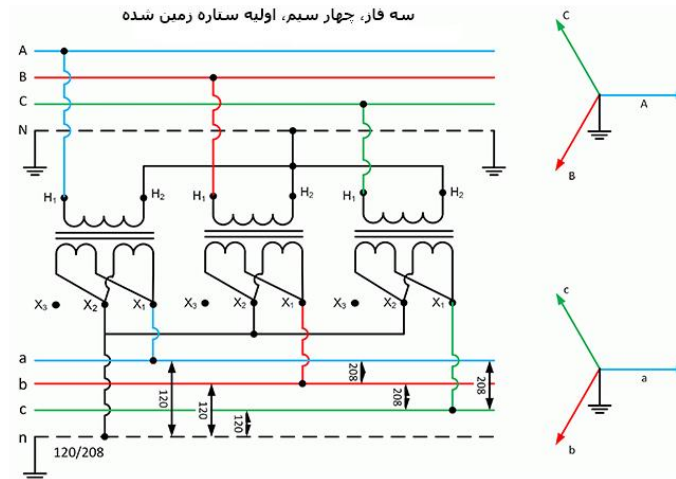 سه فاز، چهار سیم، اولیه ستاره زمین شده
A
B
C
N
H₁ H₂ H₁ H₂ H₁ H₂
X₃ X₂ X₁ X₃ X₂ X₁ X₃ X₂ X₁
a
b
c
n
120
120
120
208
208
208
120/208
C
A
B
c
a
b